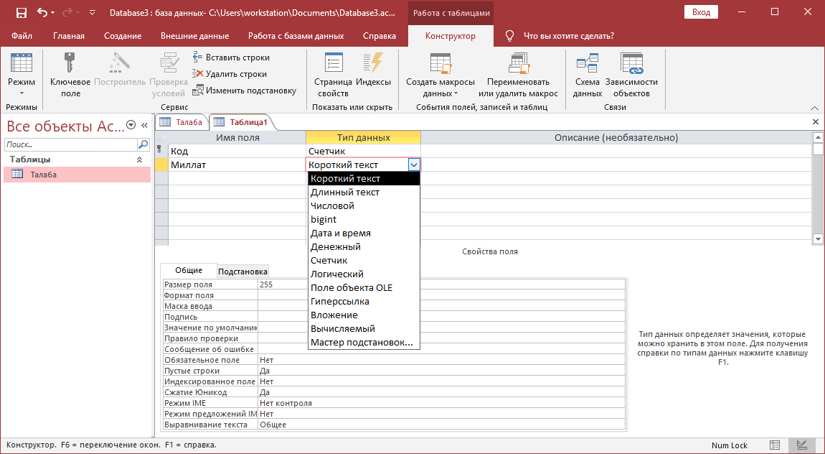 Database3 : база данных- C:\Users\workstation\Documents\Database3.ac...
Работа с таблицами
Вход
Файл Главная Создание Внешние данные Работа с базами данных Справка Конструктор Что вы хотите сделать?
Режим
Ключевое поле
Построитель
Проверка условий
Вставить строки
Удалить строки
Изменить подстановку
Страница свойств
Индексы
Создать макросы данных
Переименовать или удалить макрос
Схема данных
Зависимости объектов
Режимы
Сервис
Показать или скрыть
События полей, записей и таблиц
Связи
Все объекты Ac...
Поиск...
Таблицы
Талаба
Талаба Таблица1
Имя поля Тип данных Описание (необязательно)
Код Счетчик
Миллат Короткий текст
Короткий текст
Длинный текст
Числовой
bigint
Дата и время
Денежный
Счетчик
Логический
Поле объекта OLE
Гиперссылка
Вложение
Вычисляемый
Мастер подстановок...
Свойства поля
Общие Подстановка
Размер поля 255
Формат поля
Маска ввода
Подпись
Значение по умолчани
Правило проверки
Сообщение об ошибке
Обязательное поле Нет
Пустые строки Да
Индексированное поле Нет
Сжатие Юникод Да
Режим IME Нет контроля
Режим предложений IM Нет
Выравнивание текста Общее
Тип данных определяет значения, которые
можно хранить в этом поле. Для получения
справки по типам данных нажмите клавишу
F1.
Конструктор. F6 = переключение окон. F1 = справка.
Num Lock